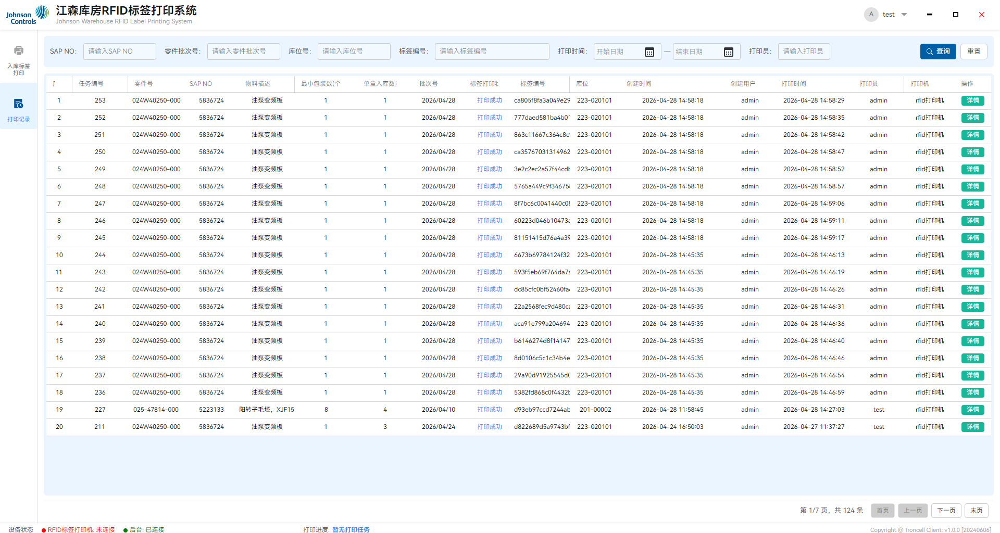 Johnson Controls
江森库房RFID标签打印系统
Johnson Warehouse RFID Label Printing System
A test
入库标签
打印
打印记录
SAP NO: 请输入SAP NO 零件批次号: 请输入零件批次号 库位号: 请输入库位号 标签编号: 请输入标签编号 打印时间: 开始日期 — 结束日期 打印员: 请输入打印员 查询 重置
任务编号 零件号 SAP NO 物料描述 最小包装数(个 单盒入库数 批次号 标签打印 标签编号 库位 创建时间 创建用户 打印时间 打印员 打印机 操作
1 253 024W40250-000 5836724 油泵变频板 1 1 2026/04/28 打印成功 ca805f8fa3a049e29 223-020101 2026-04-28 14:58:18 admin 2026-04-28 14:58:29 admin rfid打印机 详情
2 252 024W40250-000 5836724 油泵变频板 1 1 2026/04/28 打印成功 777daed581ba4b01 223-020101 2026-04-28 14:58:18 admin 2026-04-28 14:58:35 admin rfid打印机 详情
3 251 024W40250-000 5836724 油泵变频板 1 1 2026/04/28 打印成功 863c11667c364c8c 223-020101 2026-04-28 14:58:18 admin 2026-04-28 14:58:42 admin rfid打印机 详情
4 250 024W40250-000 5836724 油泵变频板 1 1 2026/04/28 打印成功 ca35767031314962 223-020101 2026-04-28 14:58:18 admin 2026-04-28 14:58:47 admin rfid打印机 详情
5 249 024W40250-000 5836724 油泵变频板 1 1 2026/04/28 打印成功 3e2c2ec2a57f44cdb 223-020101 2026-04-28 14:58:18 admin 2026-04-28 14:58:52 admin rfid打印机 详情
6 248 024W40250-000 5836724 油泵变频板 1 1 2026/04/28 打印成功 5765a449c9f34675 223-020101 2026-04-28 14:58:18 admin 2026-04-28 14:58:57 admin rfid打印机 详情
7 247 024W40250-000 5836724 油泵变频板 1 1 2026/04/28 打印成功 8f7bc6c0041440c0 223-020101 2026-04-28 14:58:18 admin 2026-04-28 14:59:06 admin rfid打印机 详情
8 246 024W40250-000 5836724 油泵变频板 1 1 2026/04/28 打印成功 60223d046b10473a 223-020101 2026-04-28 14:58:18 admin 2026-04-28 14:59:11 admin rfid打印机 详情
9 245 024W40250-000 5836724 油泵变频板 1 1 2026/04/28 打印成功 81151415d76a4a39 223-020101 2026-04-28 14:58:18 admin 2026-04-28 14:59:17 admin rfid打印机 详情
10 244 024W40250-000 5836724 油泵变频板 1 1 2026/04/28 打印成功 6673b69784124f32 223-020101 2026-04-28 14:45:35 admin 2026-04-28 14:46:13 admin rfid打印机 详情
11 243 024W40250-000 5836724 油泵变频板 1 1 2026/04/28 打印成功 593f5eb69f764da7a 223-020101 2026-04-28 14:45:35 admin 2026-04-28 14:46:19 admin rfid打印机 详情
12 242 024W40250-000 5836724 油泵变频板 1 1 2026/04/28 打印成功 dc85cfc0bf52460fa 223-020101 2026-04-28 14:45:35 admin 2026-04-28 14:46:26 admin rfid打印机 详情
13 241 024W40250-000 5836724 油泵变频板 1 1 2026/04/28 打印成功 22a2568fec9d480c 223-020101 2026-04-28 14:45:35 admin 2026-04-28 14:46:31 admin rfid打印机 详情
14 240 024W40250-000 5836724 油泵变频板 1 1 2026/04/28 打印成功 aca91e799a204694 223-020101 2026-04-28 14:45:35 admin 2026-04-28 14:46:36 admin rfid打印机 详情
15 239 024W40250-000 5836724 油泵变频板 1 1 2026/04/28 打印成功 b6146274d8f14147 223-020101 2026-04-28 14:45:35 admin 2026-04-28 14:46:40 admin rfid打印机 详情
16 238 024W40250-000 5836724 油泵变频板 1 1 2026/04/28 打印成功 8d0106c5c1c34b4e 223-020101 2026-04-28 14:45:35 admin 2026-04-28 14:46:46 admin rfid打印机 详情
17 237 024W40250-000 5836724 油泵变频板 1 1 2026/04/28 打印成功 29a90d91925545d0 223-020101 2026-04-28 14:45:35 admin 2026-04-28 14:46:54 admin rfid打印机 详情
18 236 024W40250-000 5836724 油泵变频板 1 1 2026/04/28 打印成功 5382fd868c0f4432b 223-020101 2026-04-28 14:45:35 admin 2026-04-28 14:46:59 admin rfid打印机 详情
19 227 025-47814-000 5223133 阳转子毛坯，XJF15 8 4 2026/04/10 打印成功 d93eb97ccd7244ab 201-00002 2026-04-28 11:58:45 admin 2026-04-28 14:27:03 test rfid打印机 详情
20 211 024W40250-000 5836724 油泵变频板 1 3 2026/04/24 打印成功 d822689d5a9743bf 223-020101 2026-04-24 16:50:03 admin 2026-04-27 11:37:27 test rfid打印机 详情
第 1/7 页，共 124 条 首页 上一页 下一页 末页
设备状态 RFID标签打印机: 未连接 后台: 已连接 打印进度: 暂无打印任务 Copyright @ Troncell Client: v1.0.0 [20240606]